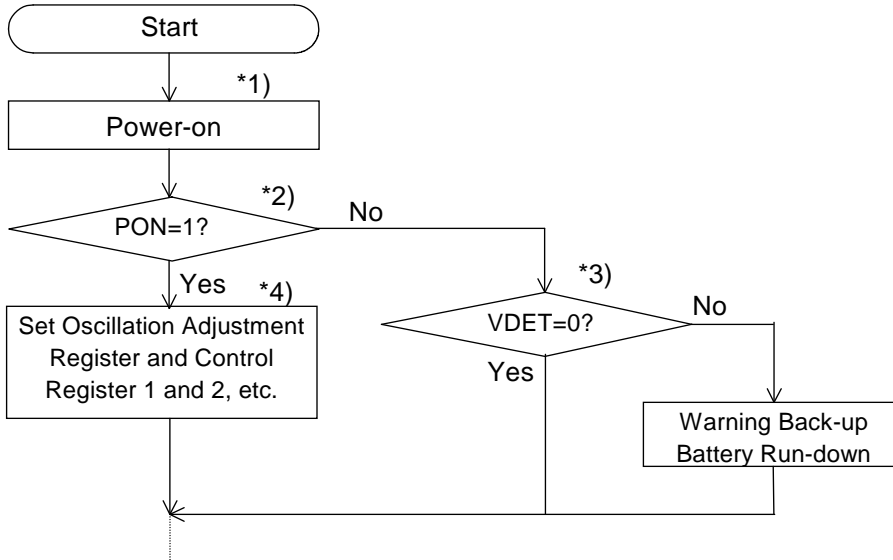 Start
*1)
Power-on
*2)
PON=1?
No
Yes
*4)
*3)
Set Oscillation Adjustment
Register and Control
Register 1 and 2, etc.
VDET=0?
No
Yes
Warning Back-up
Battery Run-down